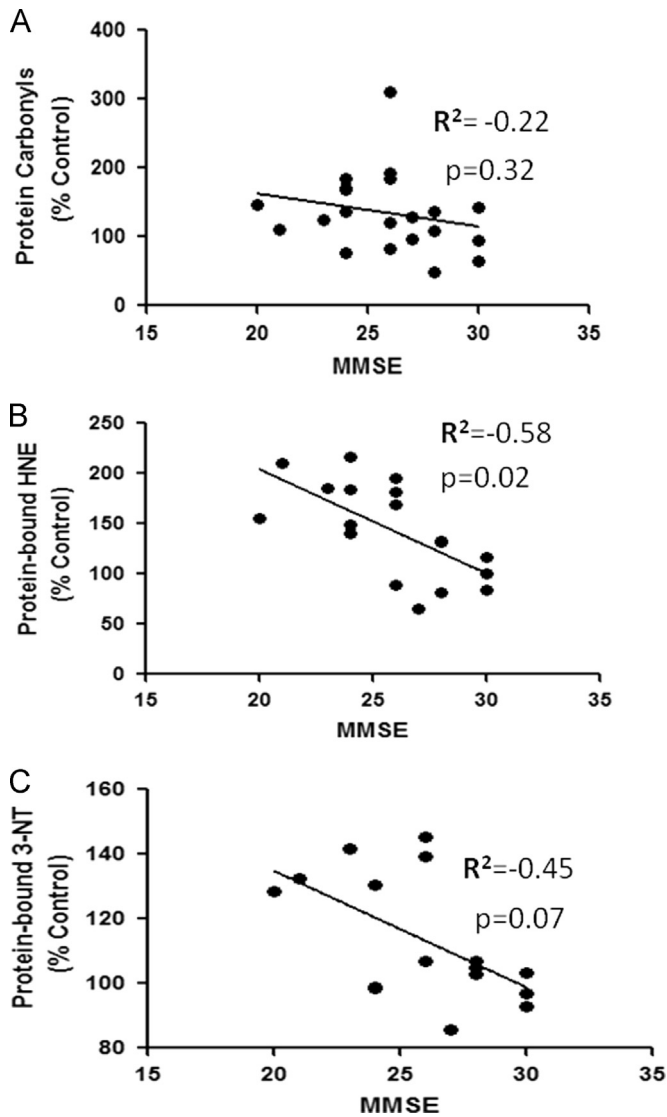 A
Protein Carbonyls
(% Control)
400
300
200
100
0
R²= -0.22
p=0.32
15 20 25 30 35
MMSE
B
Protein-bound HNE
(% Control)
250
200
150
100
50
0
R²=-0.58
p=0.02
15 20 25 30 35
MMSE
C
Protein-bound 3-NT
(% Control)
160
140
120
100
80
R²=-0.45
p=0.07
15 20 25 30 35
MMSE